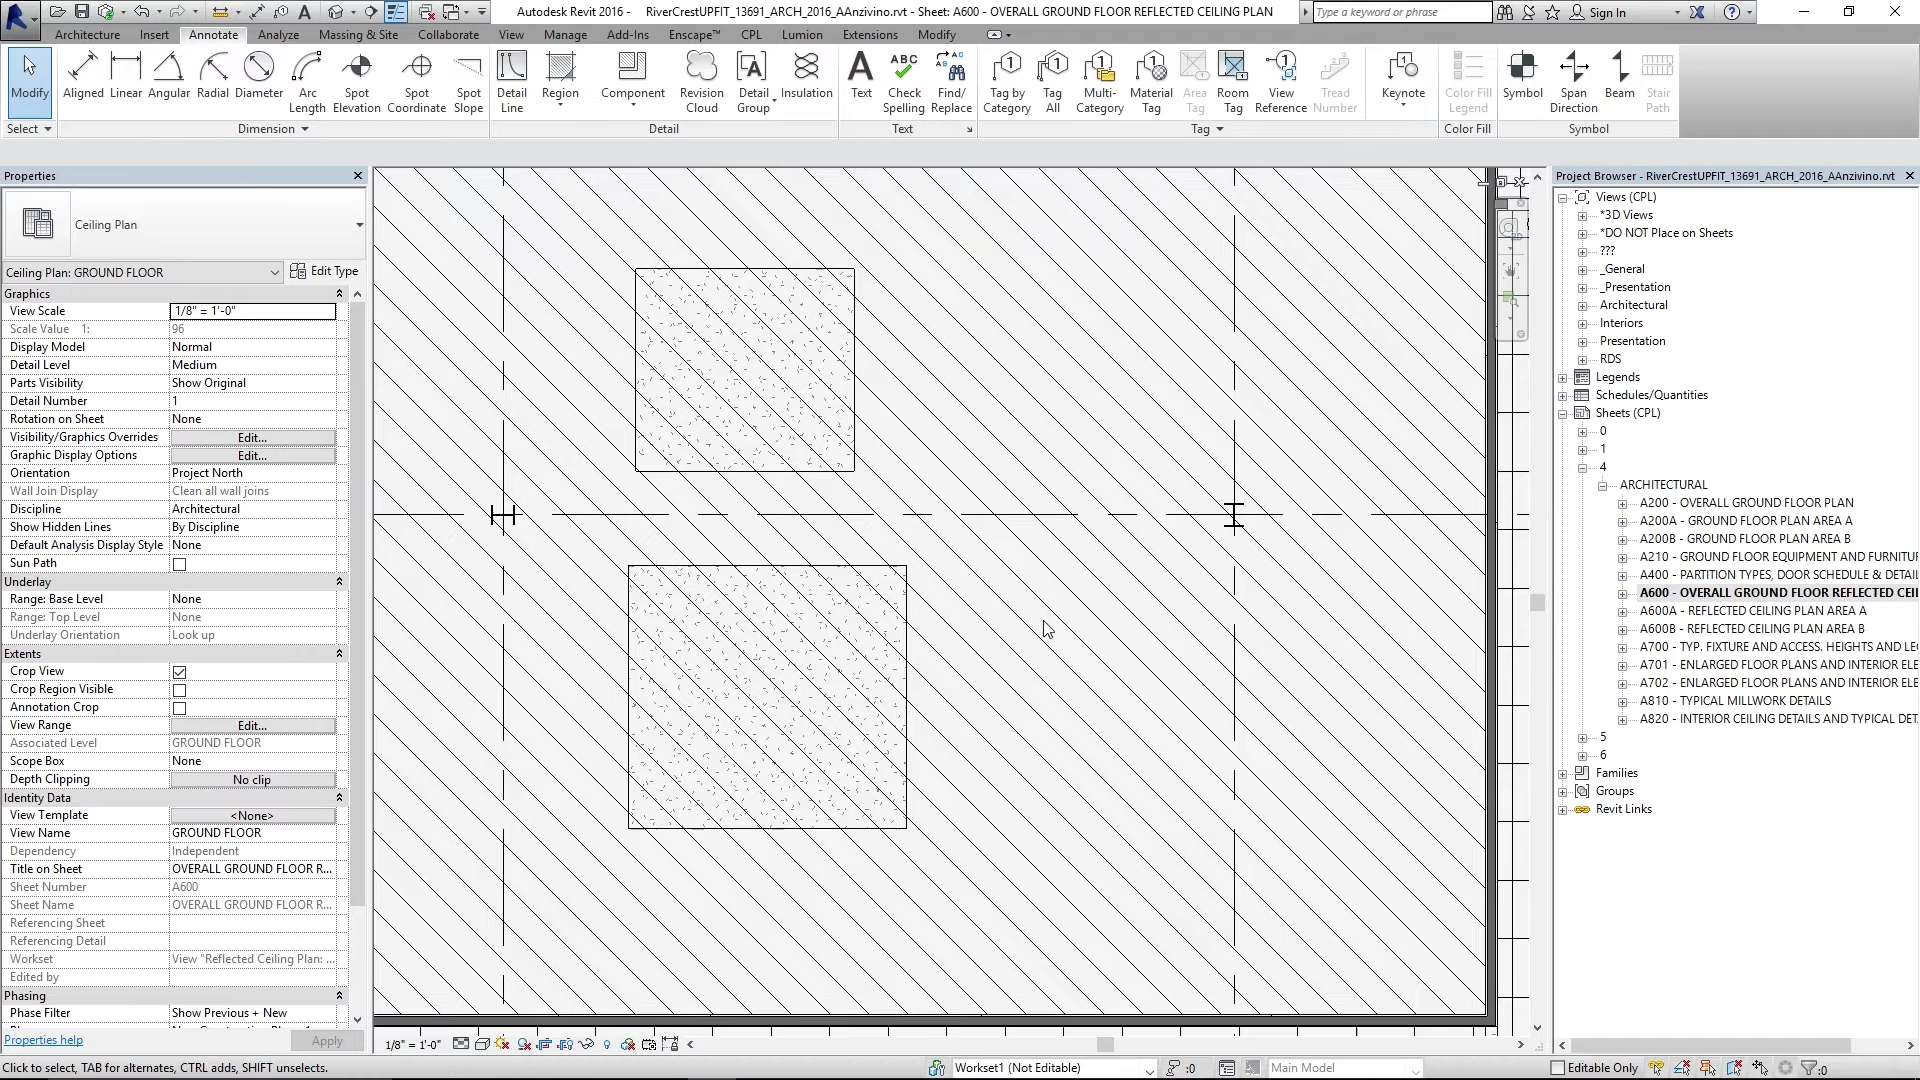 Autodesk Revit 2016 - RiverCrestUPFIT_13691_ARCH_2016_AAnzivino.rvt - Sheet: A600 - OVERALL GROUND FLOOR REFLECTED CEILING PLAN
Type a keyword or phrase
Sign In
Architecture Insert Annotate Analyze Massing & Site Collaborate View Manage Add-Ins Enscape™ CPL Lumion Extensions Modify
Modify
Aligned Linear Angular Radial Diameter Arc Length Spot Elevation Spot Coordinate Spot Slope
Detail Line Region Component Revision Cloud Detail Group Insulation
A Text ABC Check Spelling Find/ Replace
Tag by Category Tag All Multi- Category Material Tag Area Tag Room Tag View Reference Tread Number
Keynote Color Fill Legend Symbol Span Direction Beam Stair Path
Select Dimension Detail Text Tag Color Fill Symbol
Properties
Ceiling Plan
Ceiling Plan: GROUND FLOOR Edit Type
Graphics
View Scale 1/8" = 1'-0"
Scale Value 1: 96
Display Model Normal
Detail Level Medium
Parts Visibility Show Original
Detail Number 1
Rotation on Sheet None
Visibility/Graphics Overrides Edit...
Graphic Display Options Edit...
Orientation Project North
Wall Join Display Clean all wall joins
Discipline Architectural
Show Hidden Lines By Discipline
Default Analysis Display Style None
Sun Path
Underlay
Range: Base Level None
Range: Top Level None
Underlay Orientation Look up
Extents
Crop View
Crop Region Visible
Annotation Crop
View Range Edit...
Associated Level GROUND FLOOR
Scope Box None
Depth Clipping No clip
Identity Data
View Template <None>
View Name GROUND FLOOR
Dependency Independent
Title on Sheet OVERALL GROUND FLOOR R...
Sheet Number A600
Sheet Name OVERALL GROUND FLOOR R...
Referencing Sheet
Referencing Detail
Workset View "Reflected Ceiling Plan: ...
Edited by
Phasing
Phase Filter Show Previous + New
Properties help Apply
Project Browser - RiverCrestUPFIT_13691_ARCH_2016_AAnzivino.rvt
Views (CPL)
*3D Views
*DO NOT Place on Sheets
???
_General
_Presentation
Architectural
Interiors
Presentation
RDS
Legends
Schedules/Quantities
Sheets (CPL)
0
1
4
ARCHITECTURAL
A200 - OVERALL GROUND FLOOR PLAN
A200A - GROUND FLOOR PLAN AREA A
A200B - GROUND FLOOR PLAN AREA B
A210 - GROUND FLOOR EQUIPMENT AND FURNITUR
A400 - PARTITION TYPES, DOOR SCHEDULE & DETAIL
A600 - OVERALL GROUND FLOOR REFLECTED CEIL
A600A - REFLECTED CEILING PLAN AREA A
A600B - REFLECTED CEILING PLAN AREA B
A700 - TYP. FIXTURE AND ACCESS. HEIGHTS AND LE
A701 - ENLARGED FLOOR PLANS AND INTERIOR ELE
A702 - ENLARGED FLOOR PLANS AND INTERIOR ELE
A810 - TYPICAL MILLWORK DETAILS
A820 - INTERIOR CEILING DETAILS AND TYPICAL DET
5
6
Families
Groups
Revit Links
1/8" = 1'-0"
Click to select, TAB for alternates, CTRL adds, SHIFT unselects.
Workset1 (Not Editable) :0 Main Model Editable Only :0